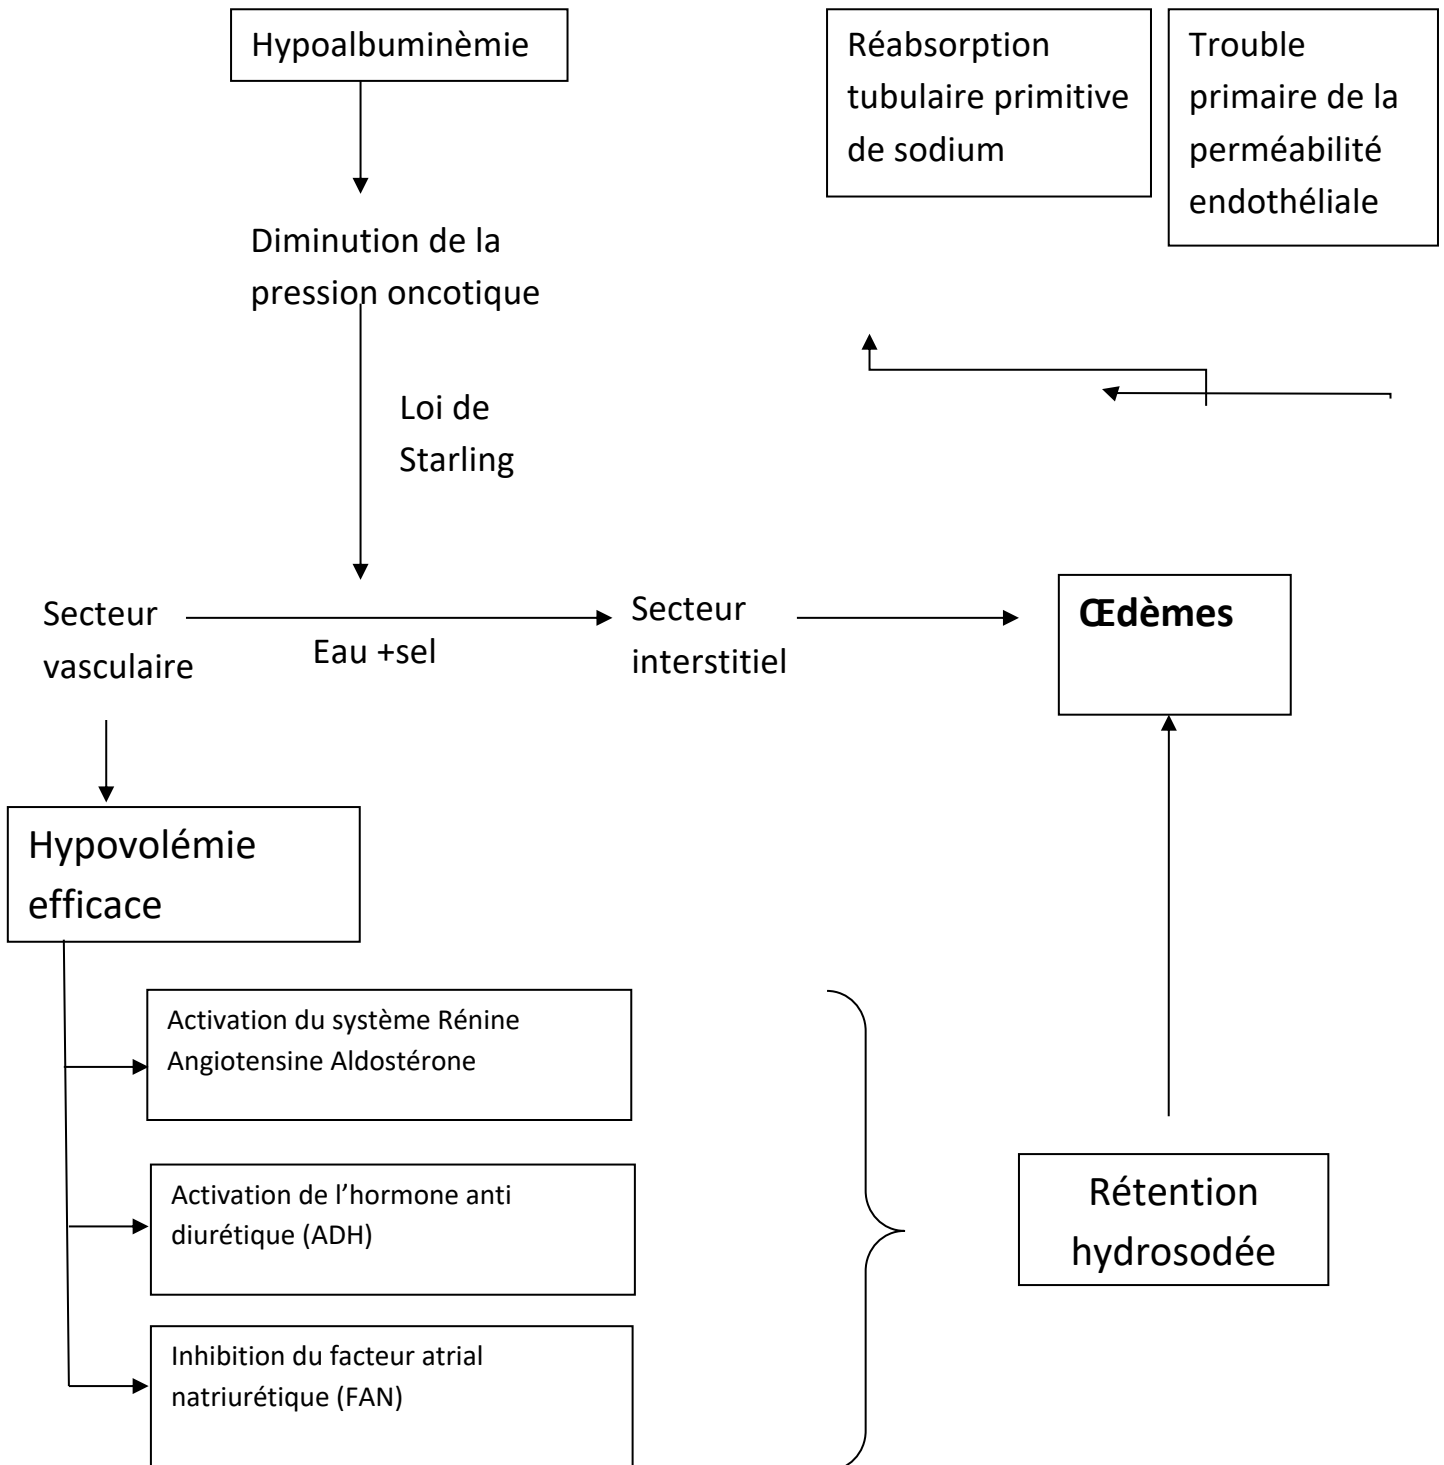 Hypoalbuminèmie
Réabsorption
tubulaire primitive
de sodium
Trouble
primaire de la
perméabilité
endothéliale
Diminution de la
pression oncotique
Loi de
Starling
Secteur
vasculaire
Eau +sel
Secteur
interstitiel
Œdèmes
Hypovolémie
efficace
Activation du système Rénine
Angiotensine Aldostérone
Activation de l’hormone anti
diurétique (ADH)
Inhibition du facteur atrial
natriurétique (FAN)
Rétention
hydrosodée